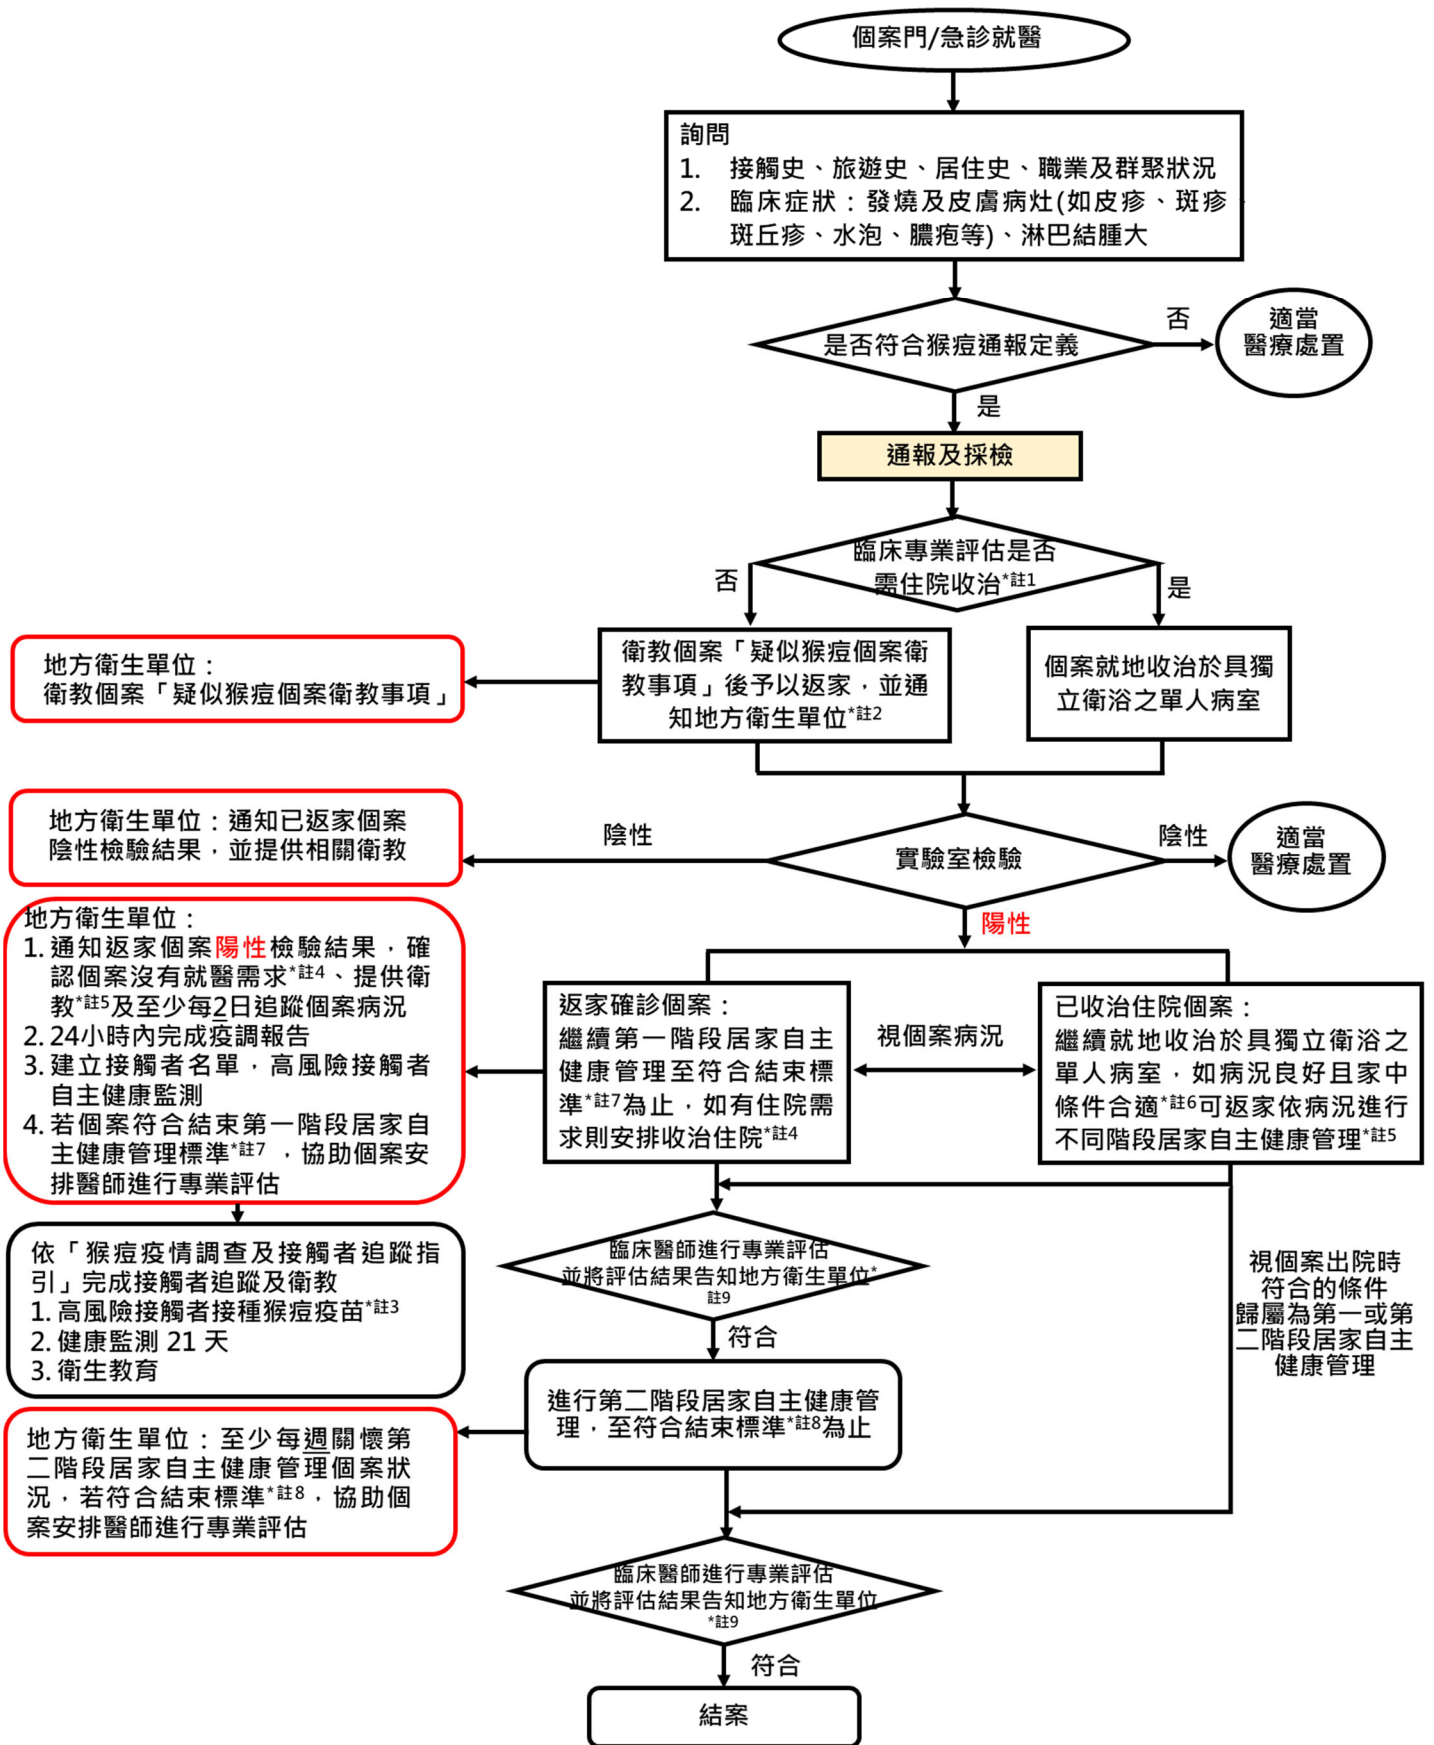 個案門/急診就醫
詢問
1. 接觸史、旅遊史、居住史、職業及群聚狀況
2. 臨床症狀：發燒及皮膚病灶(如皮疹、斑疹
斑丘疹、水泡、膿疱等)、淋巴結腫大
是否符合猴痘通報定義
否
適當
醫療處置
是
通報及採檢
臨床專業評估是否
需住院收治*註1
否
是
地方衛生單位：
衛教個案「疑似猴痘個案衛教事項」
衛教個案「疑似猴痘個案衛
教事項」後予以返家，並通
知地方衛生單位*註2
個案就地收治於具獨
立衛浴之單人病室
地方衛生單位：通知已返家個案
陰性檢驗結果，並提供相關衛教
陰性
實驗室檢驗
陰性
適當
醫療處置
陽性
地方衛生單位：
1. 通知返家個案陽性檢驗結果，確
認個案沒有就醫需求*註4、提供衛
教*註5及至少每2日追蹤個案病況
2. 24小時內完成疫調報告
3. 建立接觸者名單，高風險接觸者
自主健康監測
4. 若個案符合結束第一階段居家自
主健康管理標準*註7，協助個案安
排醫師進行專業評估
返家確診個案：
繼續第一階段居家自主
健康管理至符合結束標
準*註7為止，如有住院需
求則安排收治住院*註4
視個案病況
已收治住院個案：
繼續就地收治於具獨立衛浴之
單人病室，如病況良好且家中
條件合適*註6可返家依病況進行
不同階段居家自主健康管理*註5
依「猴痘疫情調查及接觸者追蹤指
引」完成接觸者追蹤及衛教
1. 高風險接觸者接種猴痘疫苗*註3
2. 健康監測 21 天
3. 衛生教育
臨床醫師進行專業評估
並將評估結果告知地方衛生單位*
註9
視個案出院時
符合的條件
歸屬為第一或第
二階段居家自主
健康管理
符合
進行第二階段居家自主健康管
理，至符合結束標準*註8為止
地方衛生單位：至少每週關懷第
二階段居家自主健康管理個案狀
況，若符合結束標準*註8，協助個
案安排醫師進行專業評估
臨床醫師進行專業評估
並將評估結果告知地方衛生單位
*註9
符合
結案